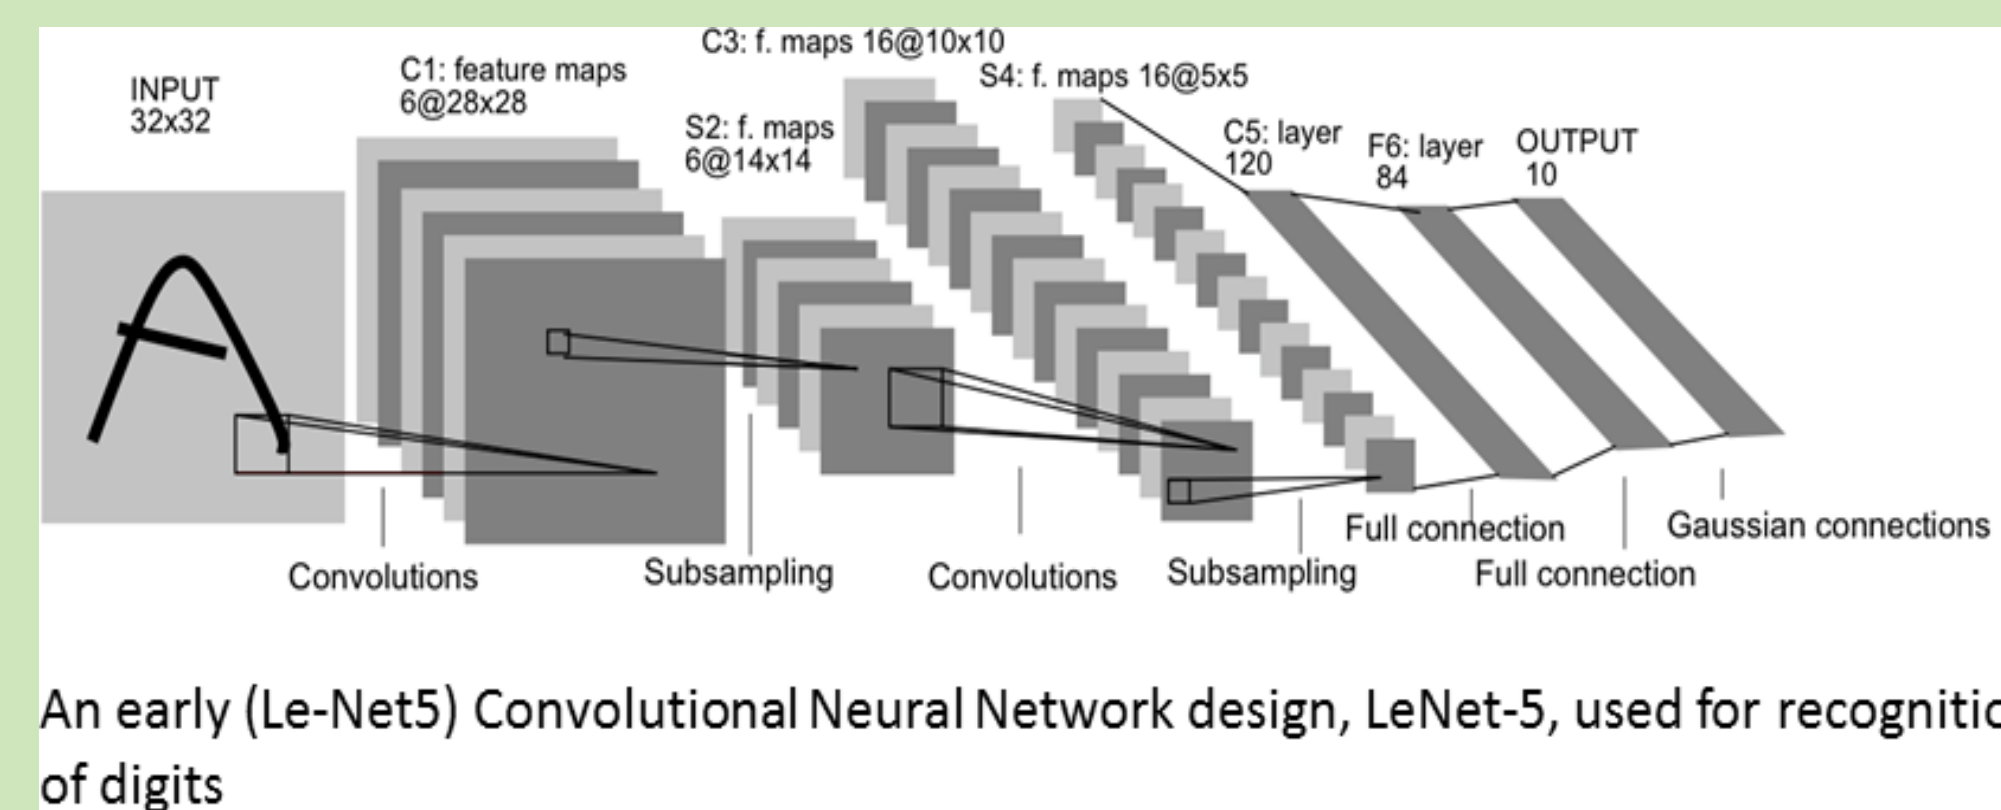 INPUT
32x32
C1: feature maps
6@28x28
S2: f. maps
6@14x14
C3: f. maps 16@10x10
S4: f. maps 16@5x5
C5: layer
120
F6: layer
84
OUTPUT
10
Convolutions
Subsampling
Convolutions
Subsampling
Full connection
Full connection
Gaussian connections
An early (Le-Net5) Convolutional Neural Network design, LeNet-5, used for
of digits